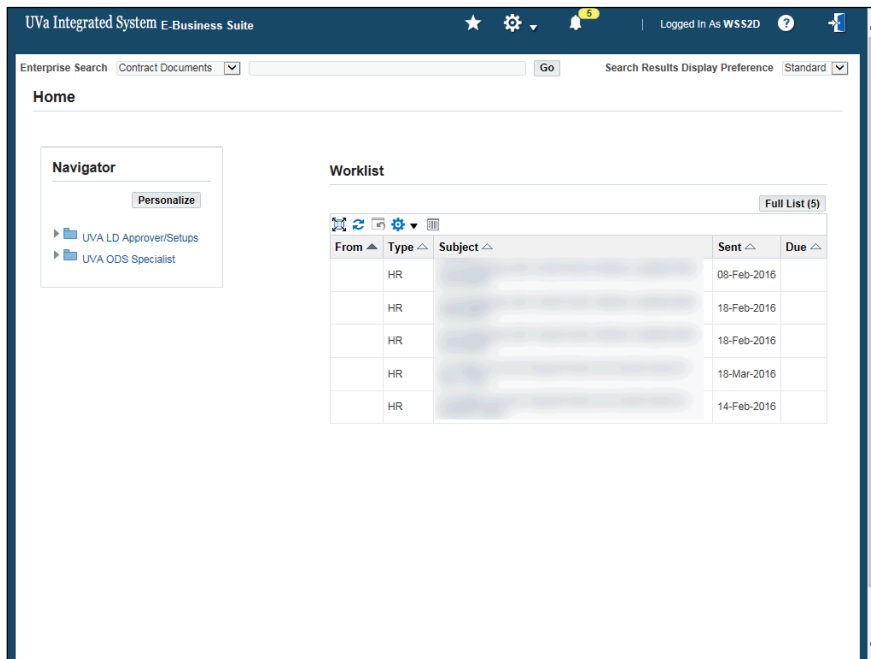 UVa Integrated System E-Business Suite 5 | Logged In As WSS2D ?
Enterprise Search Contract Documents Go Search Results Display Preference Standard
Home
Navigator
Personalize
UVA LD Approver/Setups
UVA ODS Specialist
Worklist
Full List (5)
From Type Subject Sent Due
HR 08-Feb-2016
HR 18-Feb-2016
HR 18-Feb-2016
HR 18-Mar-2016
HR 14-Feb-2016